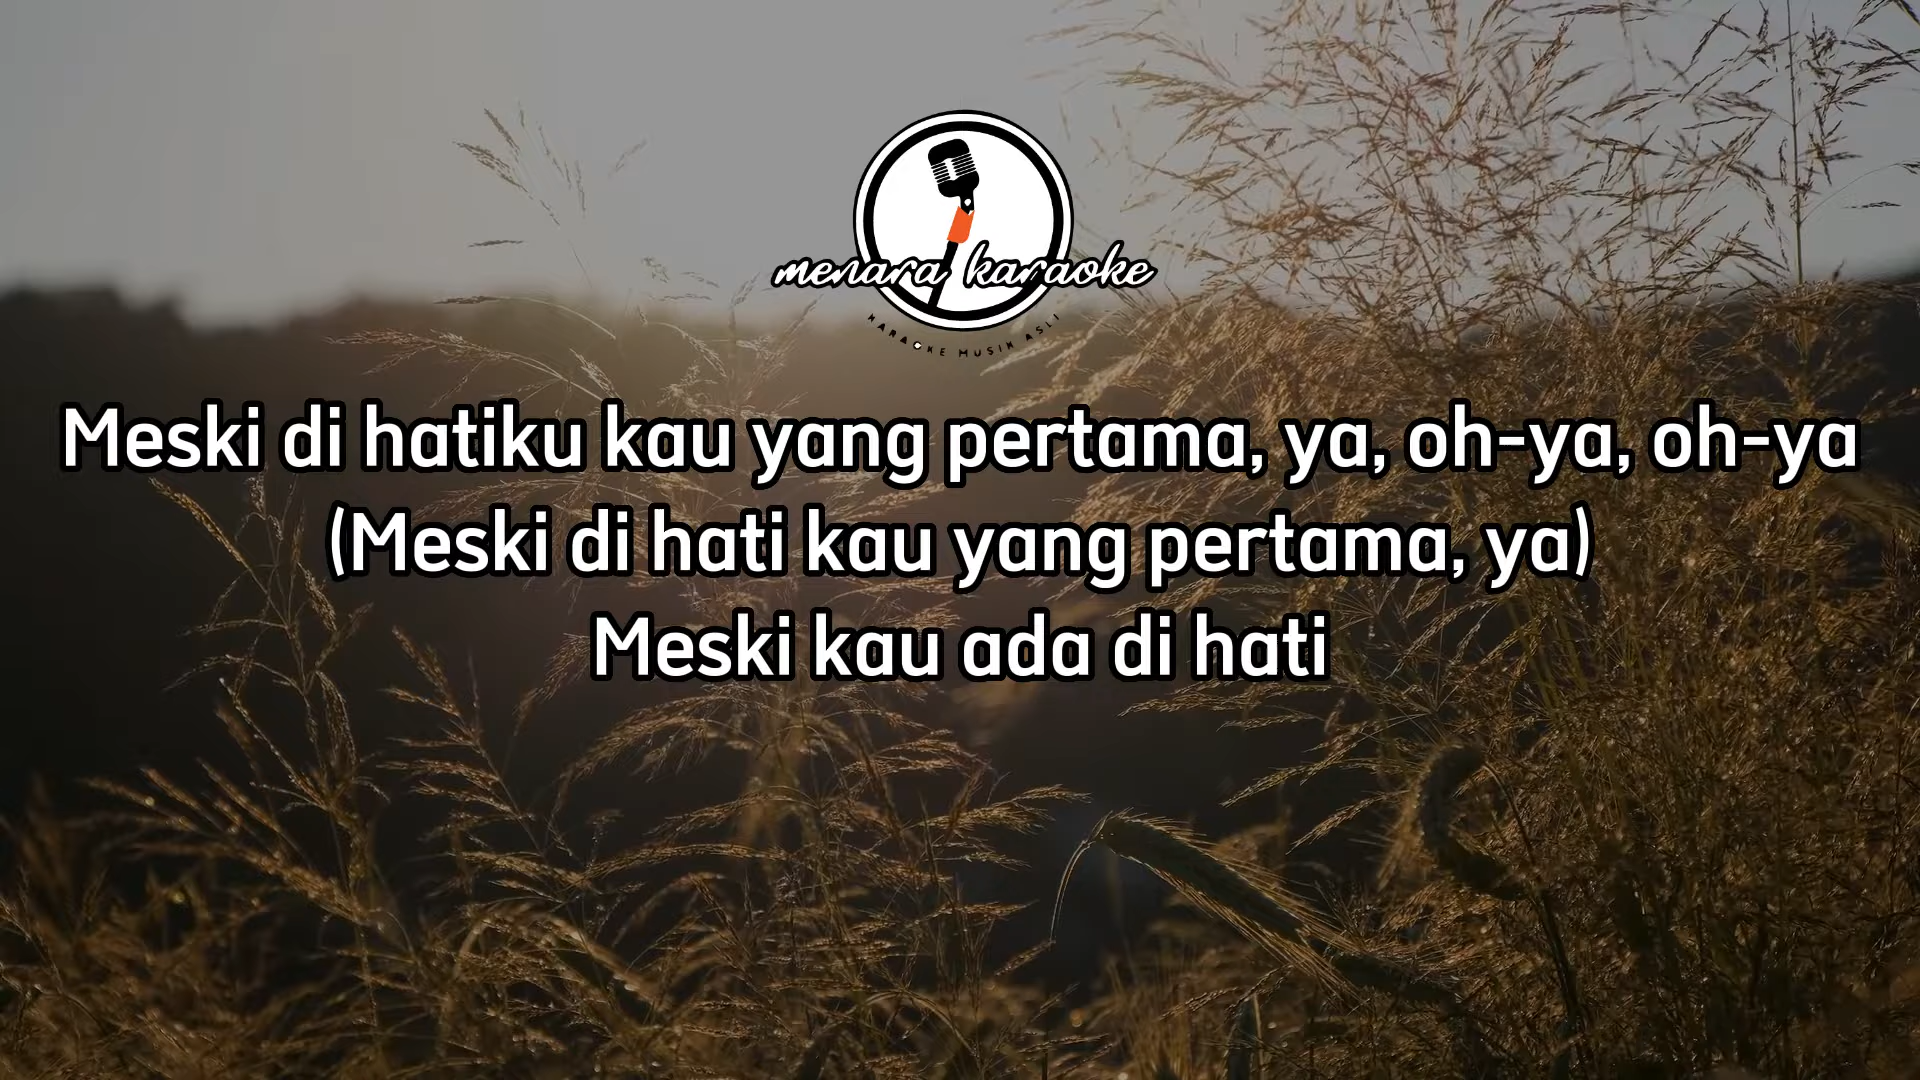 menara karaoke
KARAOKE MUSIK ASLI
Meski di hatiku kau yang pertama, ya, oh-ya, oh-ya
(Meski di hati kau yang pertama, ya)
Meski kau ada di hati